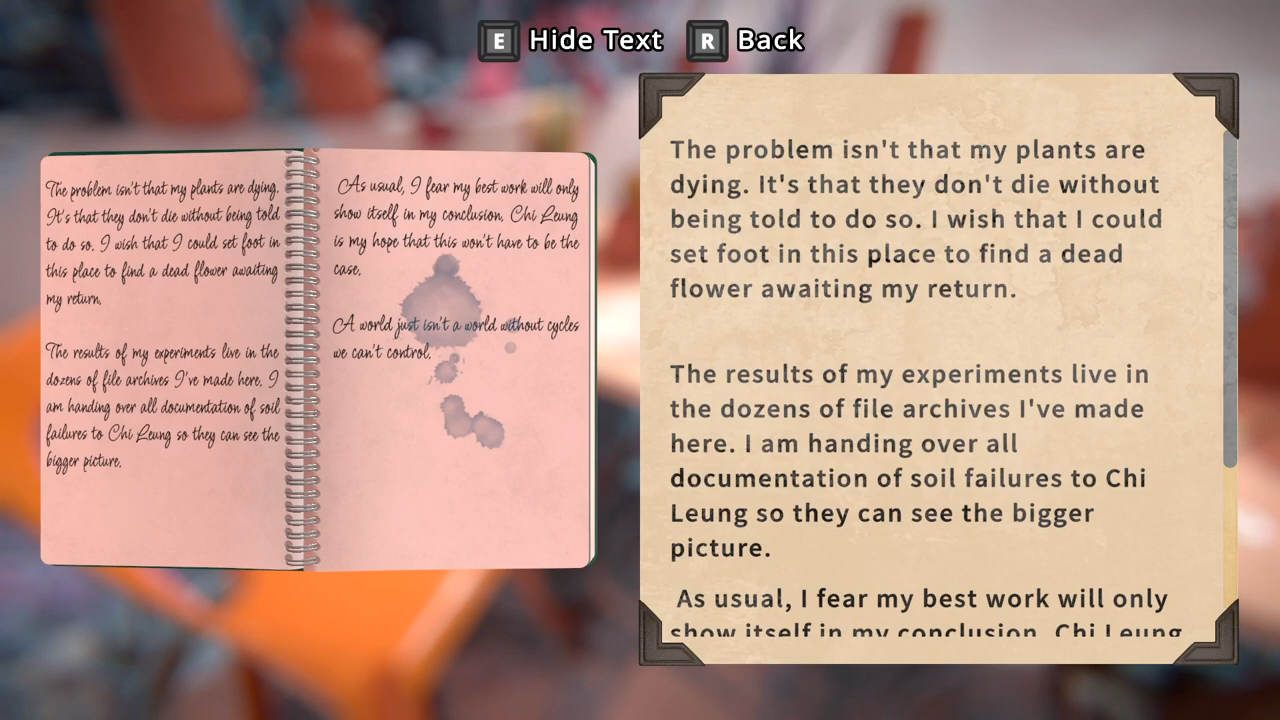 E Hide Text R Back
The problem isn't that my plants are dying.
It's that they don't die without being told
to do so. I wish that I could set foot in
this place to find a dead flower awaiting
my return.
The results of my experiments live in the
dozens of file archives I've made here. I
am handing over all documentation of soil
failures to Chi Leung so they can see the
bigger picture.
As usual, I fear my best work will only
show itself in my conclusion. Chi Leung
is my hope that this won't have to be the
case.
A world just isn't a world without cycles
we can't control.
The problem isn't that my plants are
dying. It's that they don't die without
being told to do so. I wish that I could
set foot in this place to find a dead
flower awaiting my return.
The results of my experiments live in
the dozens of file archives I've made
here. I am handing over all
documentation of soil failures to Chi
Leung so they can see the bigger
picture.
As usual, I fear my best work will only
show itself in my conclusion. Chi Leung